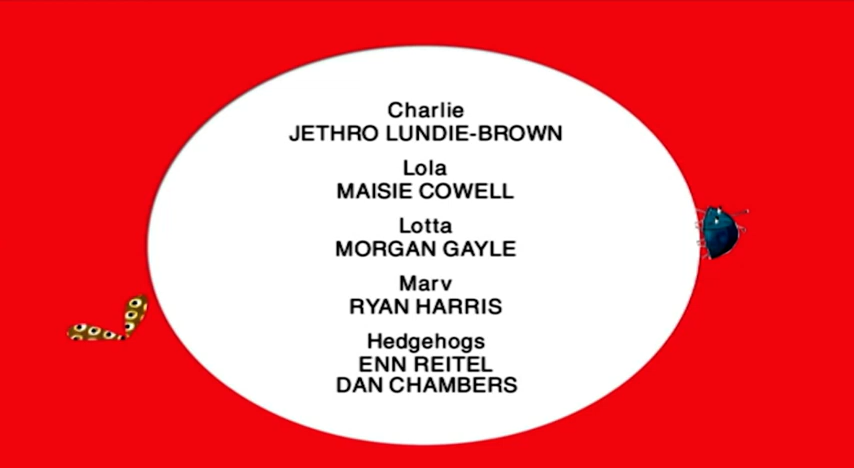 Charlie
JETHRO LUNDIE-BROWN
Lola
MAISIE COWELL
Lotta
MORGAN GAYLE
Marv
RYAN HARRIS
Hedgehogs
ENN REITEL
DAN CHAMBERS